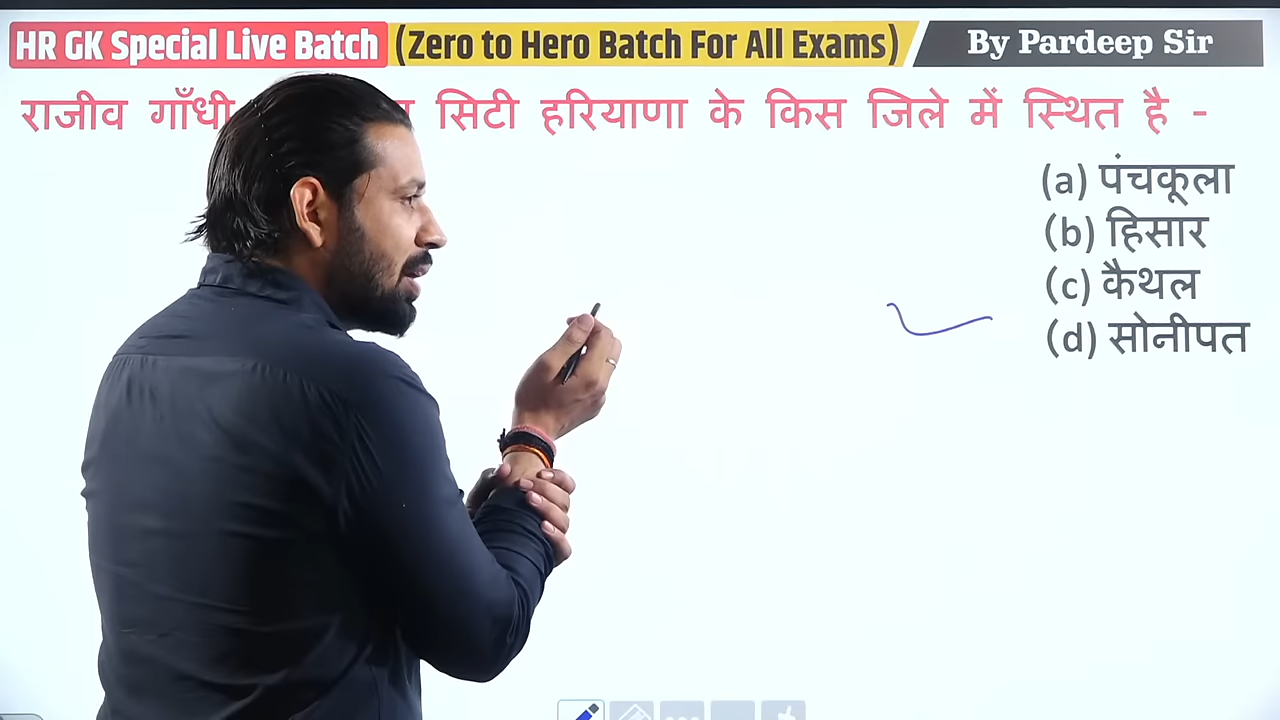 HR GK Special Live Batch (Zero to Hero Batch For All Exams) By Pardeep Sir
राजीव गाँधी सिटी हरियाणा के किस जिले में स्थित है -
(a) पंचकूला
(b) हिसार
(c) कैथल
(d) सोनीपत